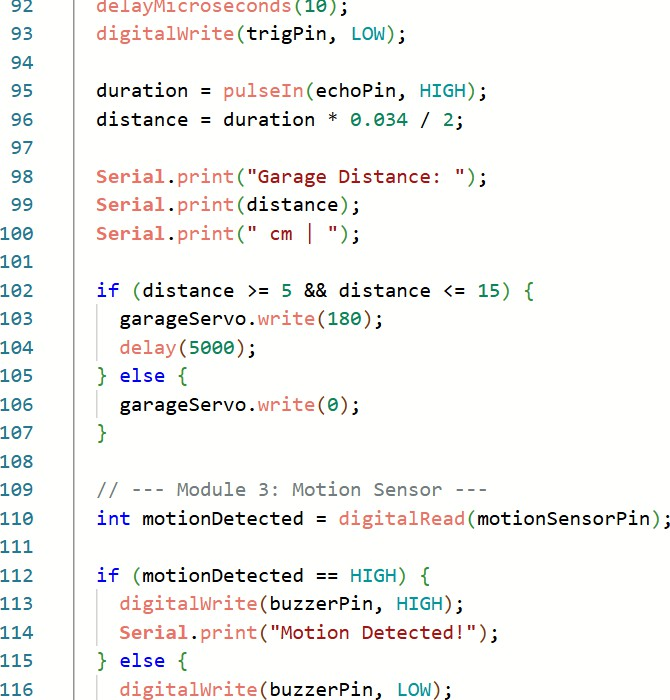 92 delayMicroseconds(10);
93 digitalWrite(trigPin, LOW);
94
95 duration = pulseIn(echoPin, HIGH);
96 distance = duration * 0.034 / 2;
97
98 Serial.print("Garage Distance: ");
99 Serial.print(distance);
100 Serial.print(" cm | ");
101
102 if (distance >= 5 && distance <= 15) {
103 garageServo.write(180);
104 delay(5000);
105 } else {
106 garageServo.write(0);
107 }
108
109 // --- Module 3: Motion Sensor ---
110 int motionDetected = digitalRead(motionSensorPin);
111
112 if (motionDetected == HIGH) {
113 digitalWrite(buzzerPin, HIGH);
114 Serial.print("Motion Detected!");
115 } else {
116 digitalWrite(buzzerPin, LOW);